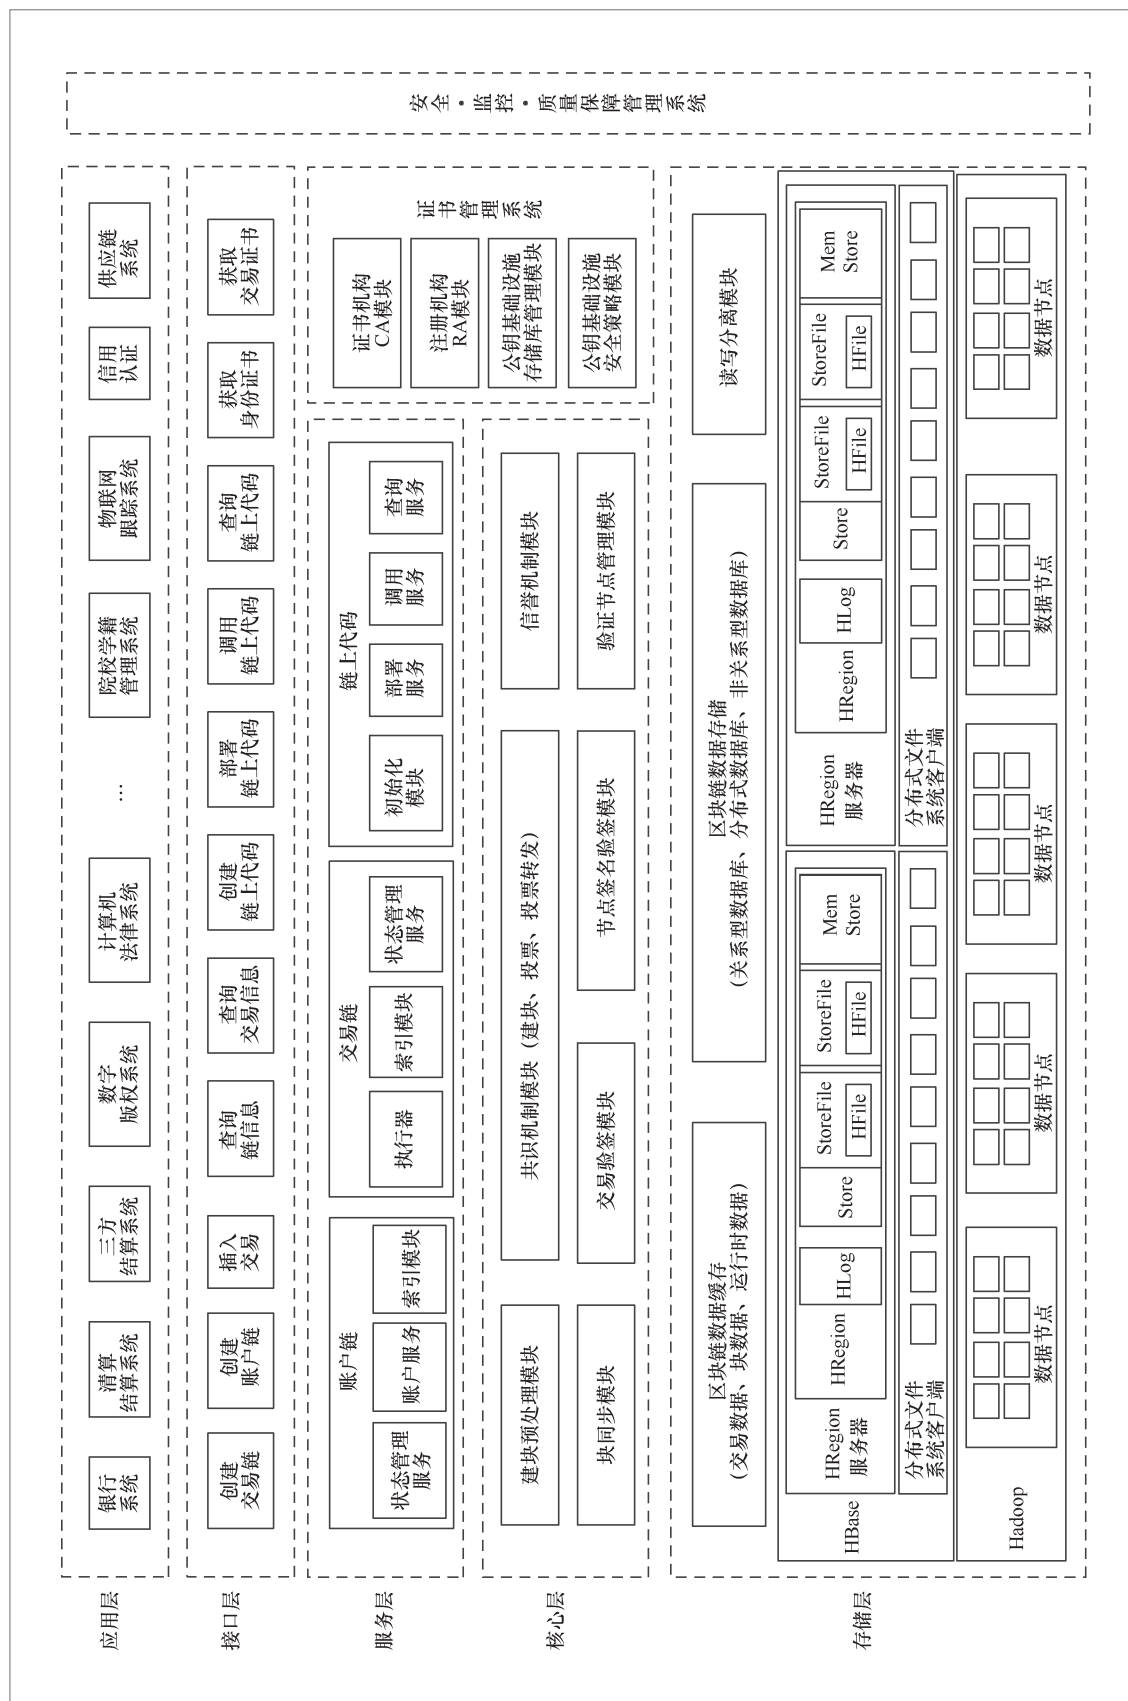 应用层
银行
系统
清算
结算系统
三方
结算系统
数字
版权系统
计算机
法律系统
…
院校学籍
管理系统
物联网
跟踪系统
信用
认证
供应链
系统
接口层
创建
交易链
创建
账户链
插入
交易
查询
链信息
查询
交易信息
创建
链上代码
部署
链上代码
调用
链上代码
查询
链上代码
获取
身份证书
获取
交易证书
服务层
账户链
状态管理
服务
账户服务
索引模块
交易链
执行器
索引模块
状态管理
服务
链上代码
初始化
模块
部署
服务
调用
服务
查询
服务
核心层
建块预处理模块
共识机制模块（建块、投票、投票转发）
信誉机制模块
块同步模块
交易验签模块
节点签名验签模块
验证节点管理模块
证书管理系统
证书机构
CA模块
注册机构
RA模块
公钥基础设施
存储库管理模块
公钥基础设施
安全策略模块
存储层
区块链数据缓存
（交易数据、块数据、运行时数据）
区块链数据存储
（关系型数据库、分布式数据库、非关系型数据库）
读写分离模块
HBase
HRegion
服务器
HRegion
HLog
Store
StoreFile
HFile
StoreFile
HFile
Mem
Store
分布式文件
系统客户端
HRegion
服务器
HRegion
HLog
Store
StoreFile
HFile
StoreFile
HFile
Mem
Store
分布式文件
系统客户端
Hadoop
数据节点
数据节点
数据节点
数据节点
数据节点
安全·监控·质量保障管理系统